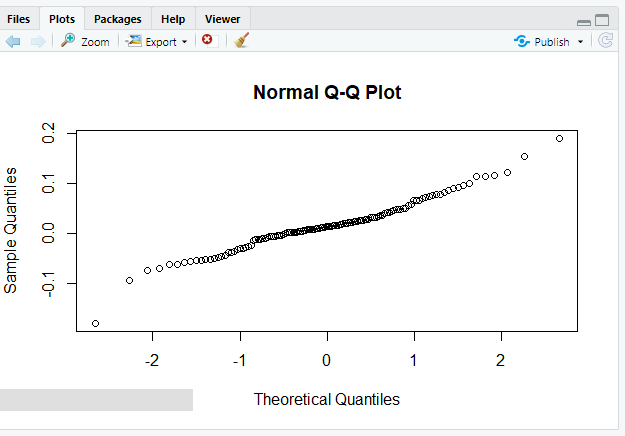 Files Plots Packages Help Viewer
Zoom Export Publish
Normal Q-Q Plot
Sample Quantiles
0.2
0.1
0.0
-0.1
-2 -1 0 1 2
Theoretical Quantiles